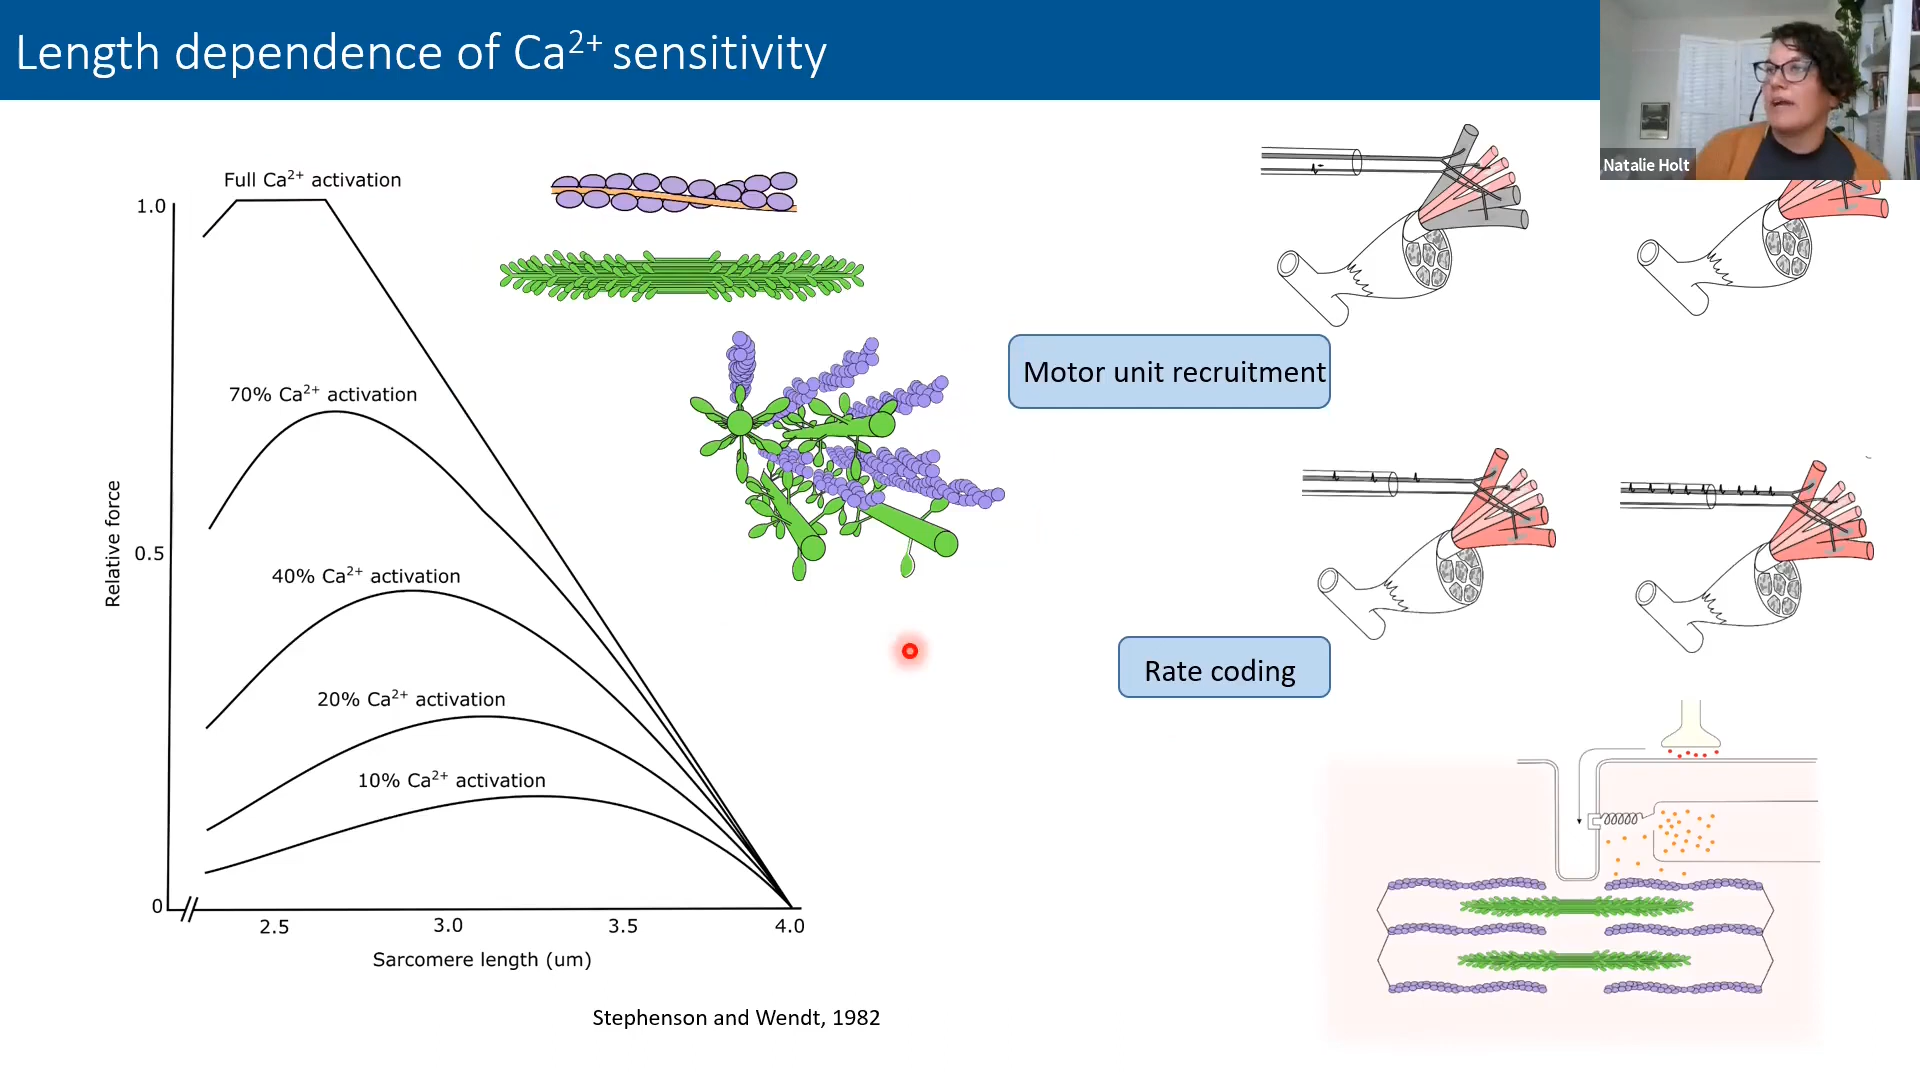 Length dependence of Ca²⁺ sensitivity
Natalie Holt
Full Ca²⁺ activation
1.0
70% Ca²⁺ activation
Motor unit recruitment
Relative force
0.5
40% Ca²⁺ activation
Rate coding
20% Ca²⁺ activation
10% Ca²⁺ activation
0
2.5 3.0 3.5 4.0
Sarcomere length (um)
Stephenson and Wendt, 1982